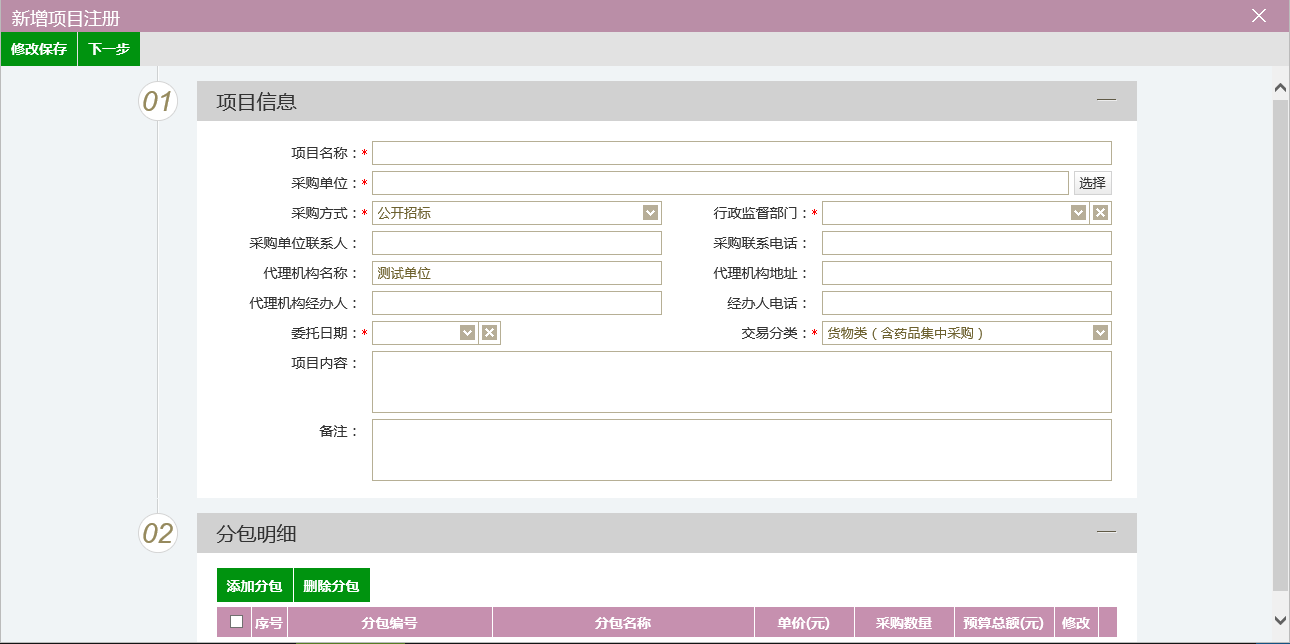 新增项目注册
修改保存 下一步
01 项目信息
项目名称：*
采购单位：* 选择
采购方式：* 公开招标 行政监督部门：*
采购单位联系人： 采购联系电话：
代理机构名称： 测试单位 代理机构地址：
代理机构经办人： 经办人电话：
委托日期：* 交易分类：* 货物类（含药品集中采购）
项目内容：
备注：
02 分包明细
添加分包 删除分包
序号 分包编号 分包名称 单价(元) 采购数量 预算总额(元) 修改